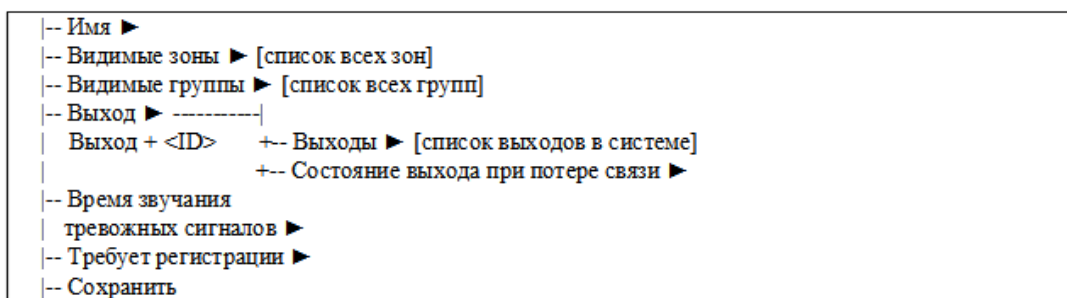 |-- Имя ►
|-- Видимые зоны ► [список всех зон]
|-- Видимые группы ► [список всех групп]
|-- Выход ► -----------|
|    Выход + <ID>      +-- Выходы ► [список выходов в системе]
|                      +-- Состояние выхода при потере связи ►
|-- Время звучания
|   тревожных сигналов ►
|-- Требует регистрации ►
|-- Сохранить